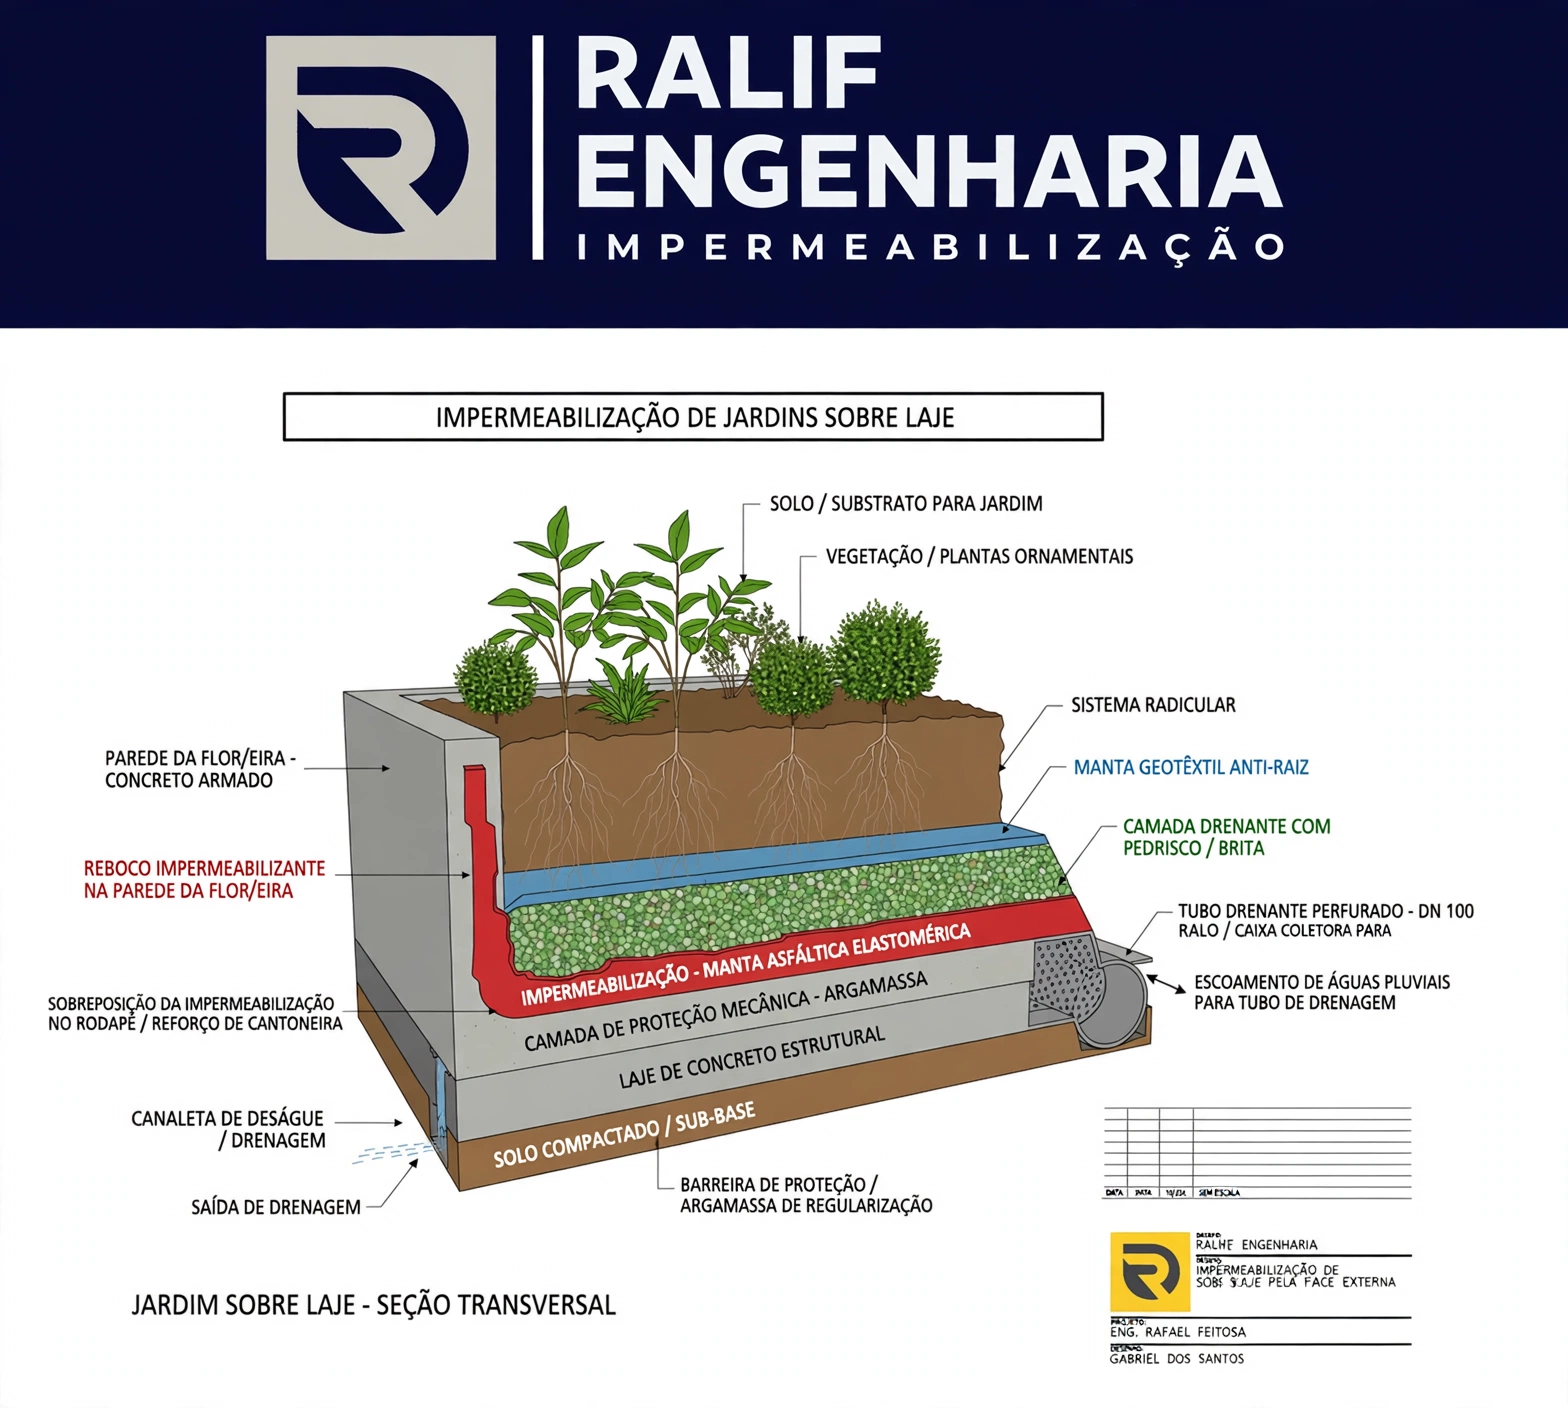 RALIF
ENGENHARIA
IMPERMEABILIZAÇÃO
IMPERMEABILIZAÇÃO DE JARDINS SOBRE LAJE
SOLO / SUBSTRATO PARA JARDIM
VEGETAÇÃO / PLANTAS ORNAMENTAIS
SISTEMA RADICULAR
MANTA GEOTÊXTIL ANTI-RAIZ
CAMADA DRENANTE COM
PEDRISCO / BRITA
TUBO DRENANTE PERFURADO - DN 100
RALO / CAIXA COLETORA PARA
ESCOAMENTO DE ÁGUAS PLUVIAIS
PARA TUBO DE DRENAGEM
PAREDE DA FLOR/EIRA -
CONCRETO ARMADO
REBOCO IMPERMEABILIZANTE
NA PAREDE DA FLOR/EIRA
SOBREPOSIÇÃO DA IMPERMEABILIZAÇÃO
NO RODAPÉ / REFORÇO DE CANTONEIRA
CANALETA DE DESÁGUE
/ DRENAGEM
SAÍDA DE DRENAGEM
IMPERMEABILIZAÇÃO - MANTA ASFÁLTICA ELASTOMÉRICA
CAMADA DE PROTEÇÃO MECÂNICA - ARGAMASSA
LAJE DE CONCRETO ESTRUTURAL
SOLO COMPACTADO / SUB-BASE
BARREIRA DE PROTEÇÃO /
ARGAMASSA DE REGULARIZAÇÃO
JARDIM SOBRE LAJE - SEÇÃO TRANSVERSAL
DATA
ENGENHARIA
IMPERMEABILIZAÇÃO DE
PELA FACE EXTERNA
ENG. RAFAEL FEITOSA
GABRIEL DOS SANTOS